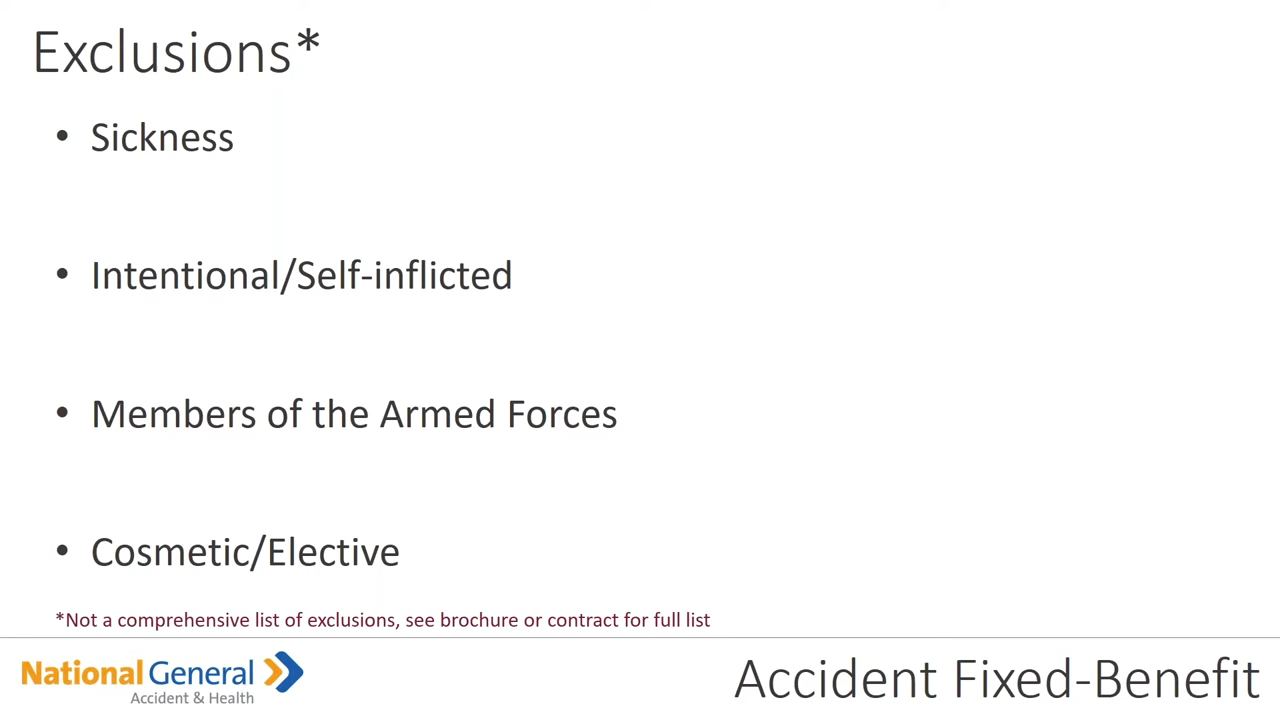 Exclusions*
• Sickness
• Intentional/Self-inflicted
• Members of the Armed Forces
• Cosmetic/Elective
*Not a comprehensive list of exclusions, see brochure or contract for full list
National General
Accident & Health
Accident Fixed-Benefit